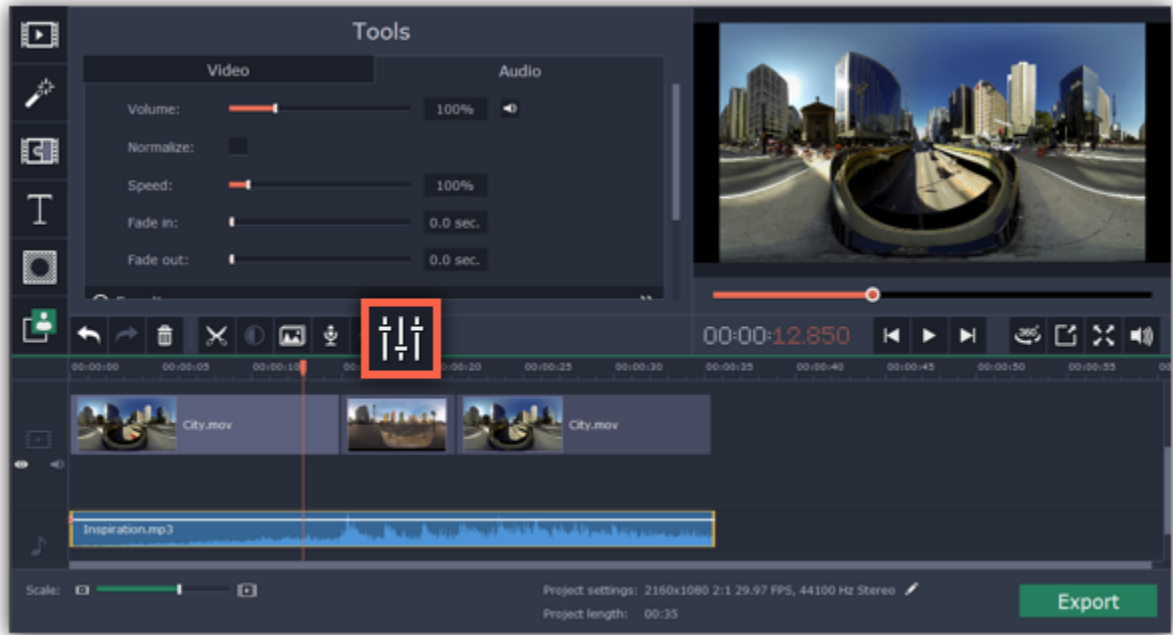 Tools
Video
Audio
Volume:
100%
Normalize:
Speed:
100%
Fade in:
0.0 sec.
Fade out:
0.0 sec.
T
360°
00:00:12.850
00:00:00
00:00:05
00:00:20
00:00:25
00:00:30
00:00:35
00:00:40
00:00:45
00:00:50
00:00:55
City.mov
City.mov
Inspiration.mp3
Scale:
Project settings: 2160x1080 2:1 29.97 FPS, 44100 Hz Stereo
Project length: 00:35
Export